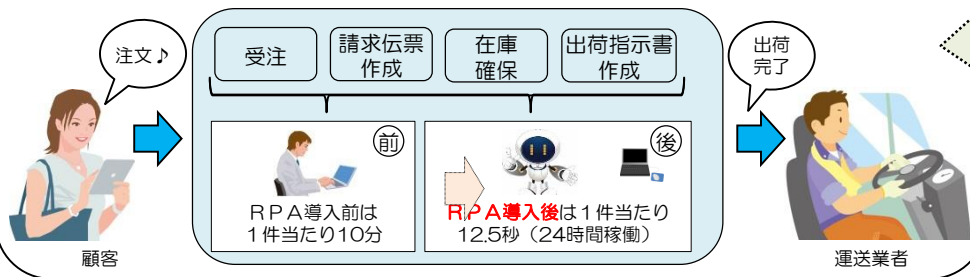 注文♪
受注
請求伝票
作成
在庫
確保
出荷指示書
作成
出荷
完了
前
RPA導入前は
1件当たり10分
後
RPA導入後は1件当たり
12.5秒(24時間稼働)
顧客
運送業者